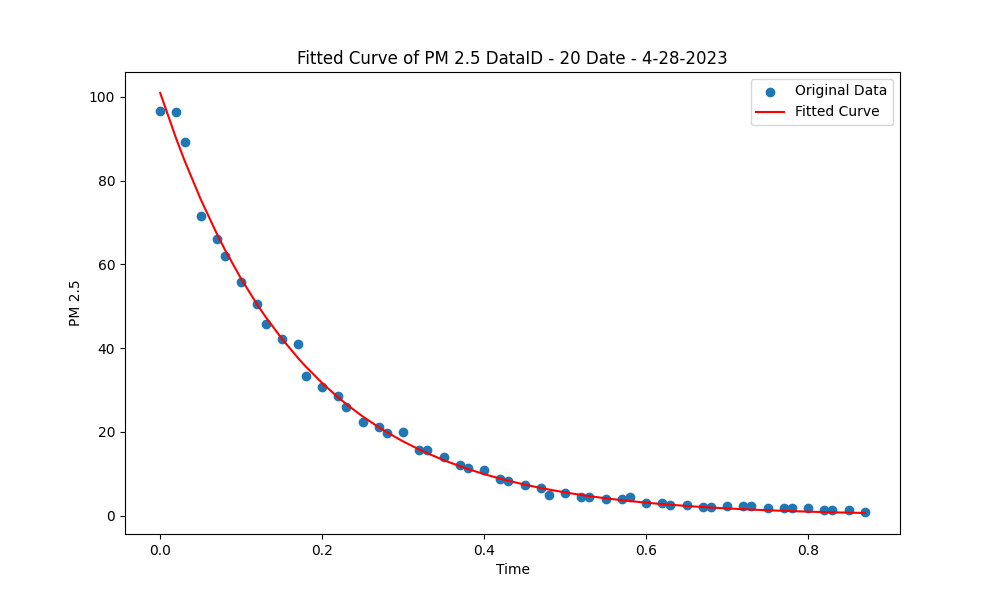 Fitted Curve of PM 2.5 DataID - 20 Date - 4-28-2023
Original Data
Fitted Curve
100
80
60
40
20
0
PM 2.5
0.0 0.2 0.4 0.6 0.8
Time